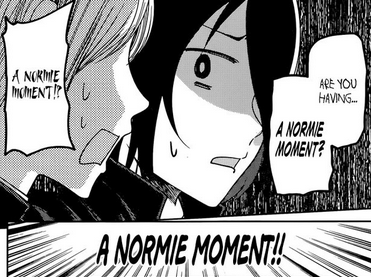 ARE YOU
HAVING...
A NORMIE
MOMENT?
A NORMIE
MOMENT!?
A NORMIE MOMENT!!